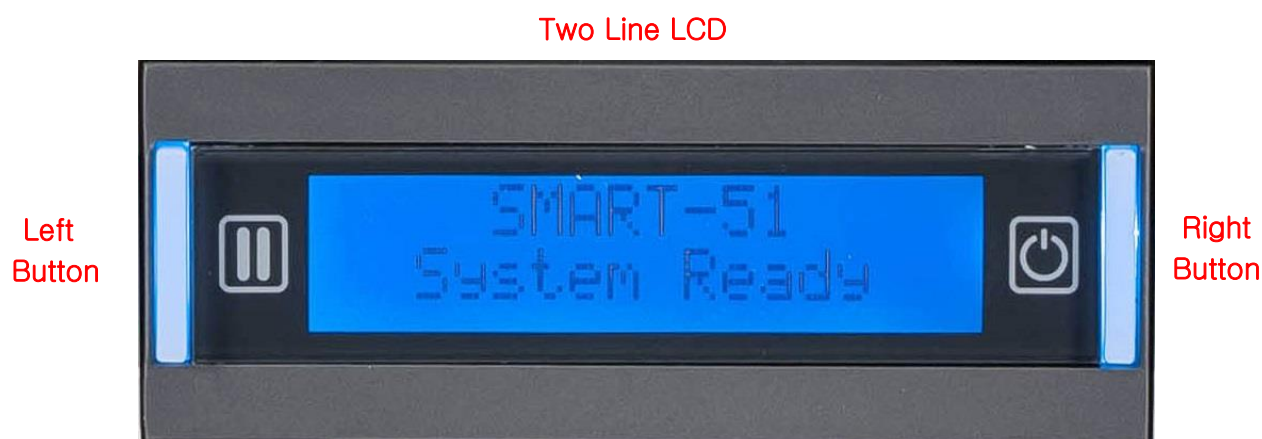 Two Line LCD
SMART-51
System Ready
Left
Button
Right
Button